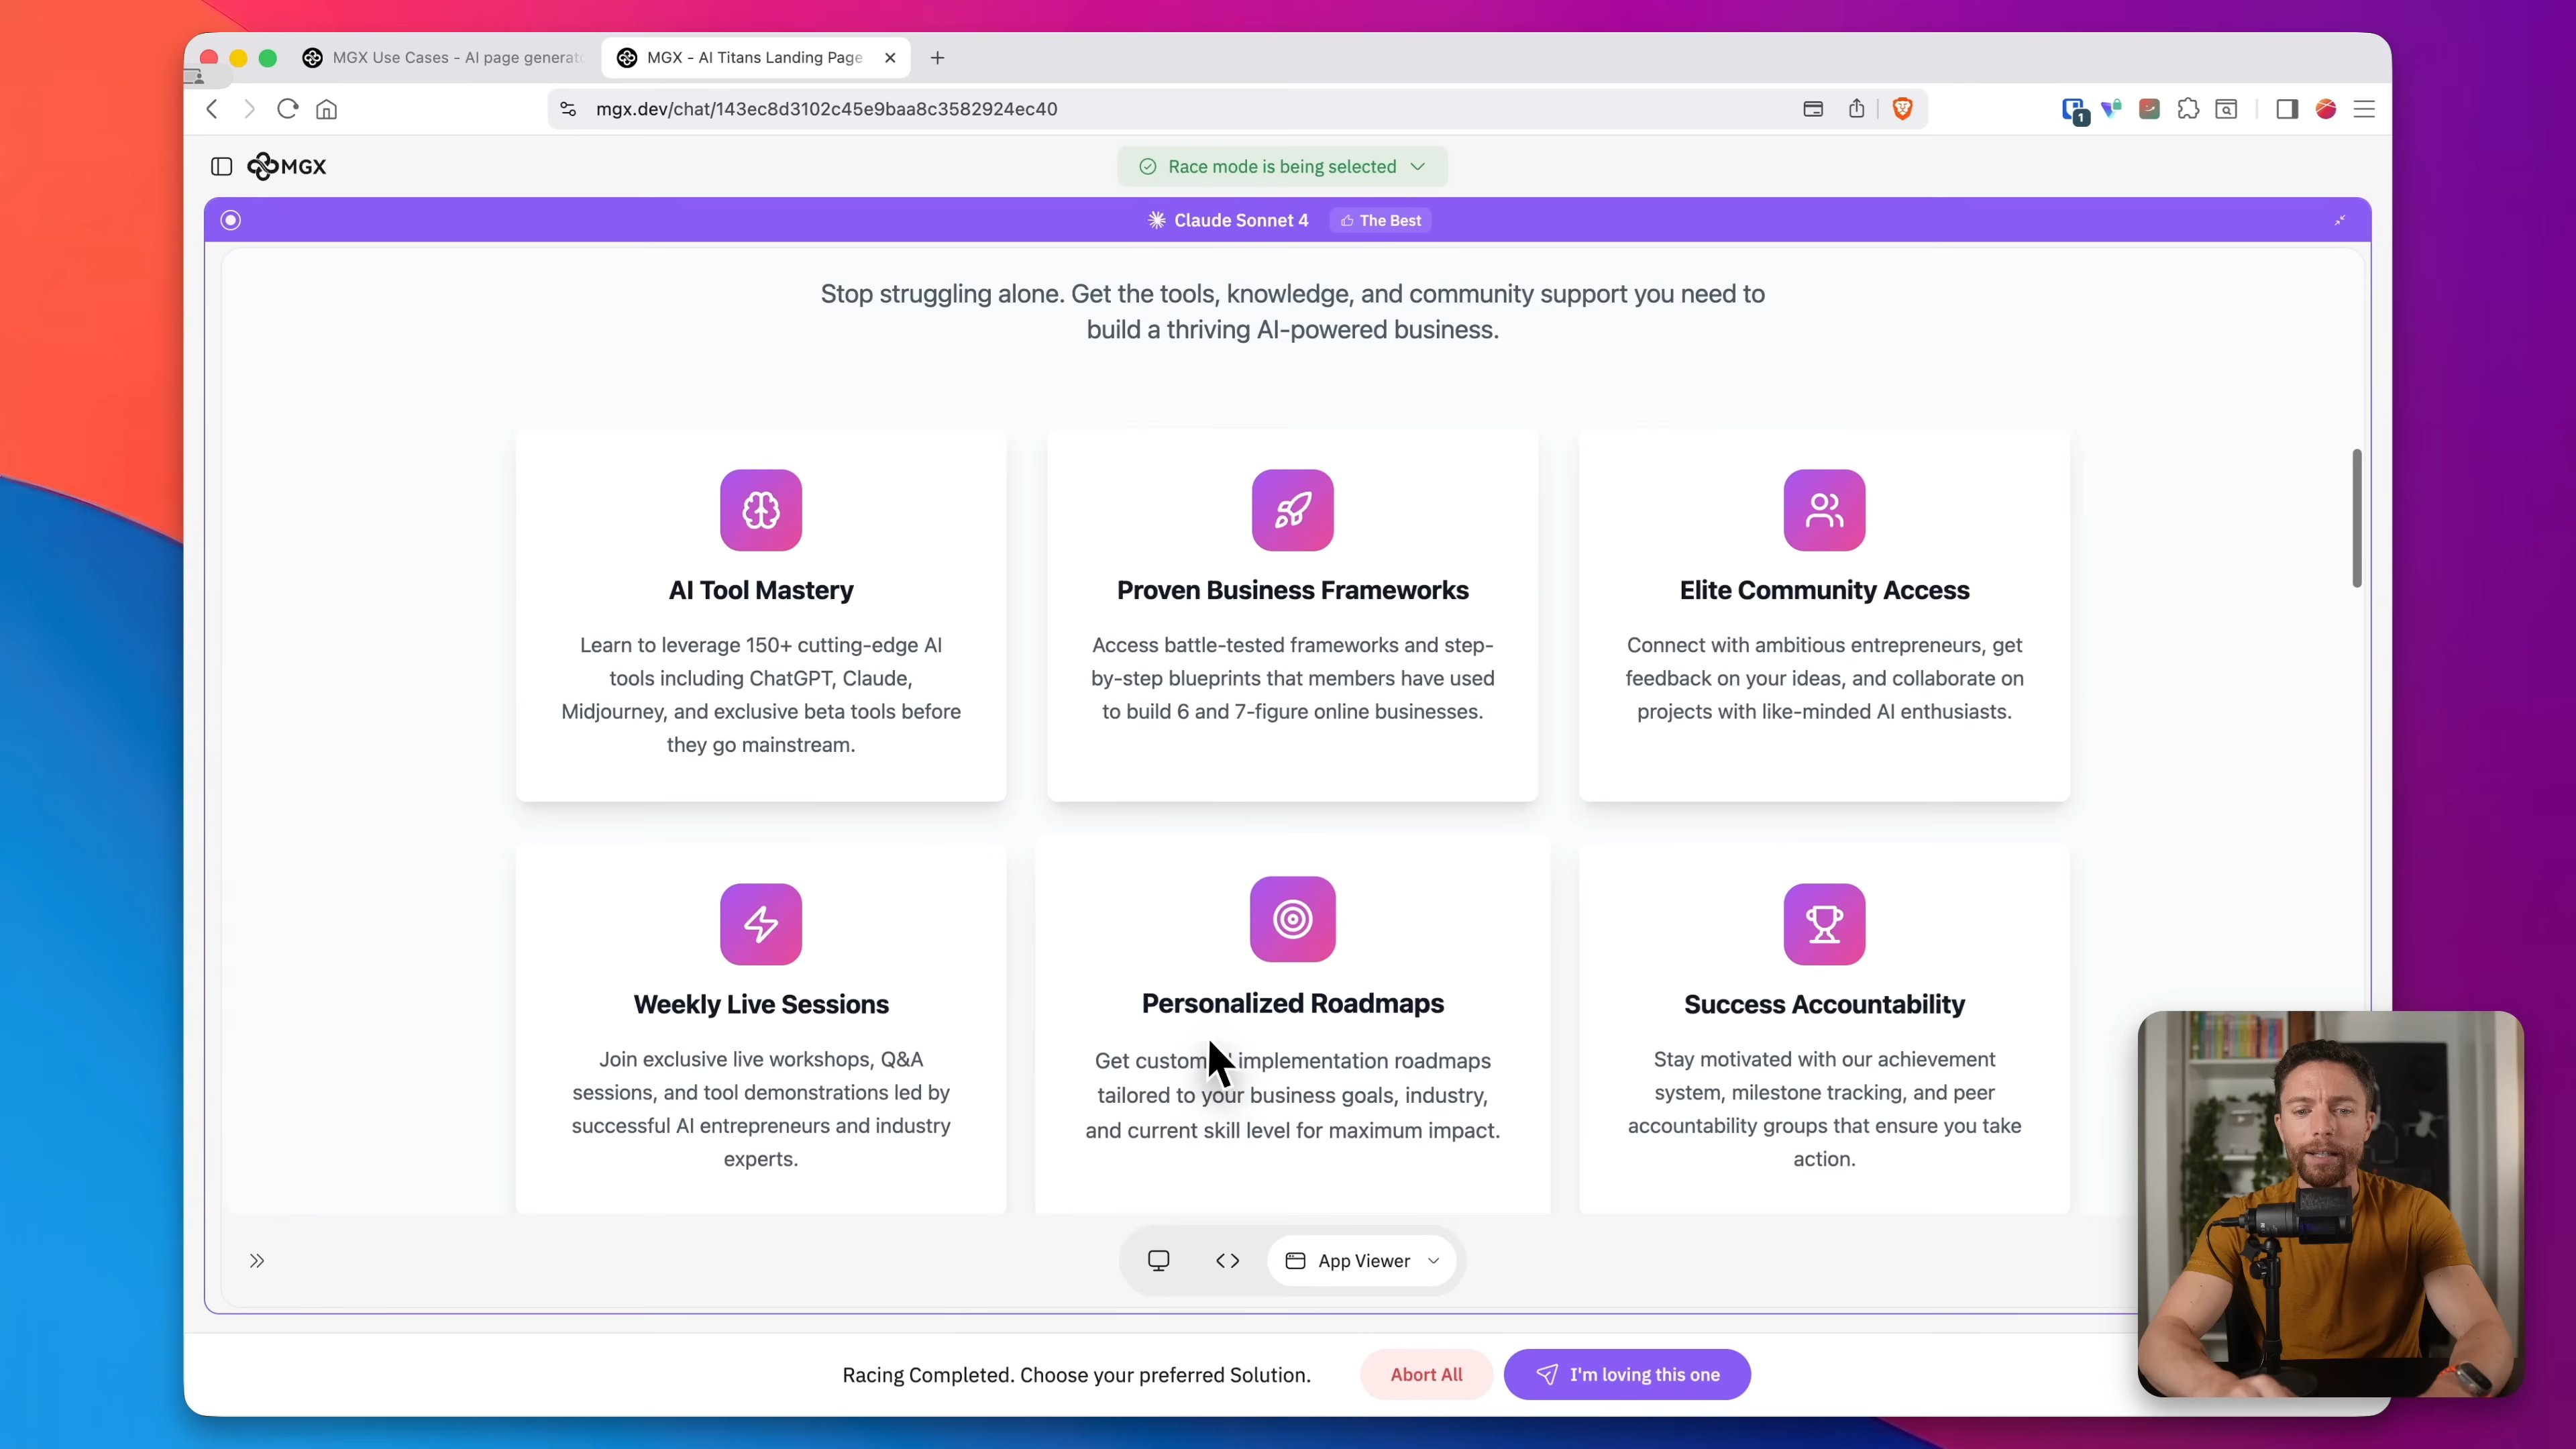 MGX Use Cases - AI page generat
MGX - AI Titans Landing Page
mgx.dev/chat/143ec8d3102c45e9baa8c3582924ec40
1
MGX
Race mode is being selected
Claude Sonnet 4
The Best
Stop struggling alone. Get the tools, knowledge, and community support you need to
build a thriving AI-powered business.
AI Tool Mastery
Learn to leverage 150+ cutting-edge AI
tools including ChatGPT, Claude,
Midjourney, and exclusive beta tools before
they go mainstream.
Proven Business Frameworks
Access battle-tested frameworks and step-
by-step blueprints that members have used
to build 6 and 7-figure online businesses.
Elite Community Access
Connect with ambitious entrepreneurs, get
feedback on your ideas, and collaborate on
projects with like-minded AI enthusiasts.
Weekly Live Sessions
Join exclusive live workshops, Q&A
sessions, and tool demonstrations led by
successful AI entrepreneurs and industry
experts.
Personalized Roadmaps
Get custom implementation roadmaps
tailored to your business goals, industry,
and current skill level for maximum impact.
Success Accountability
Stay motivated with our achievement
system, milestone tracking, and peer
accountability groups that ensure you take
action.
App Viewer
Racing Completed. Choose your preferred Solution.
Abort All
I'm loving this one